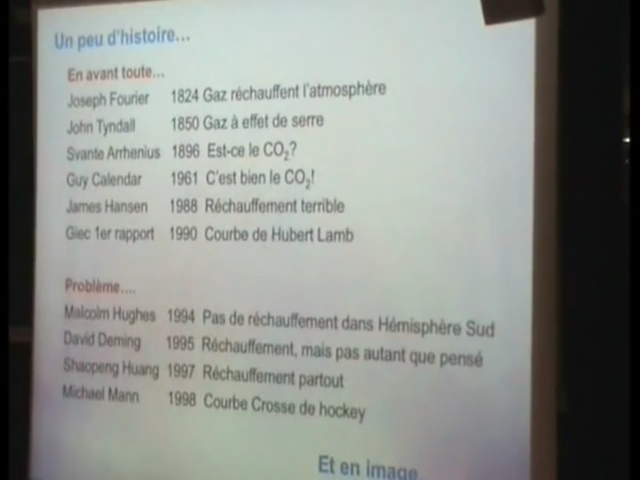 Un peu d'histoire...
En avant toute...
Joseph Fourier 1824 Gaz réchauffent l'atmosphère
John Tyndall 1850 Gaz à effet de serre
Svante Arrhenius 1896 Est-ce le CO₂?
Guy Calendar 1961 C'est bien le CO₂!
James Hansen 1988 Réchauffement terrible
Giec 1er rapport 1990 Courbe de Hubert Lamb
Problème....
Malcolm Hughes 1994 Pas de réchauffement dans Hémisphère Sud
David Deming 1995 Réchauffement, mais pas autant que pensé
Shaopeng Huang 1997 Réchauffement partout
Michael Mann 1998 Courbe Crosse de hockey
Et en image